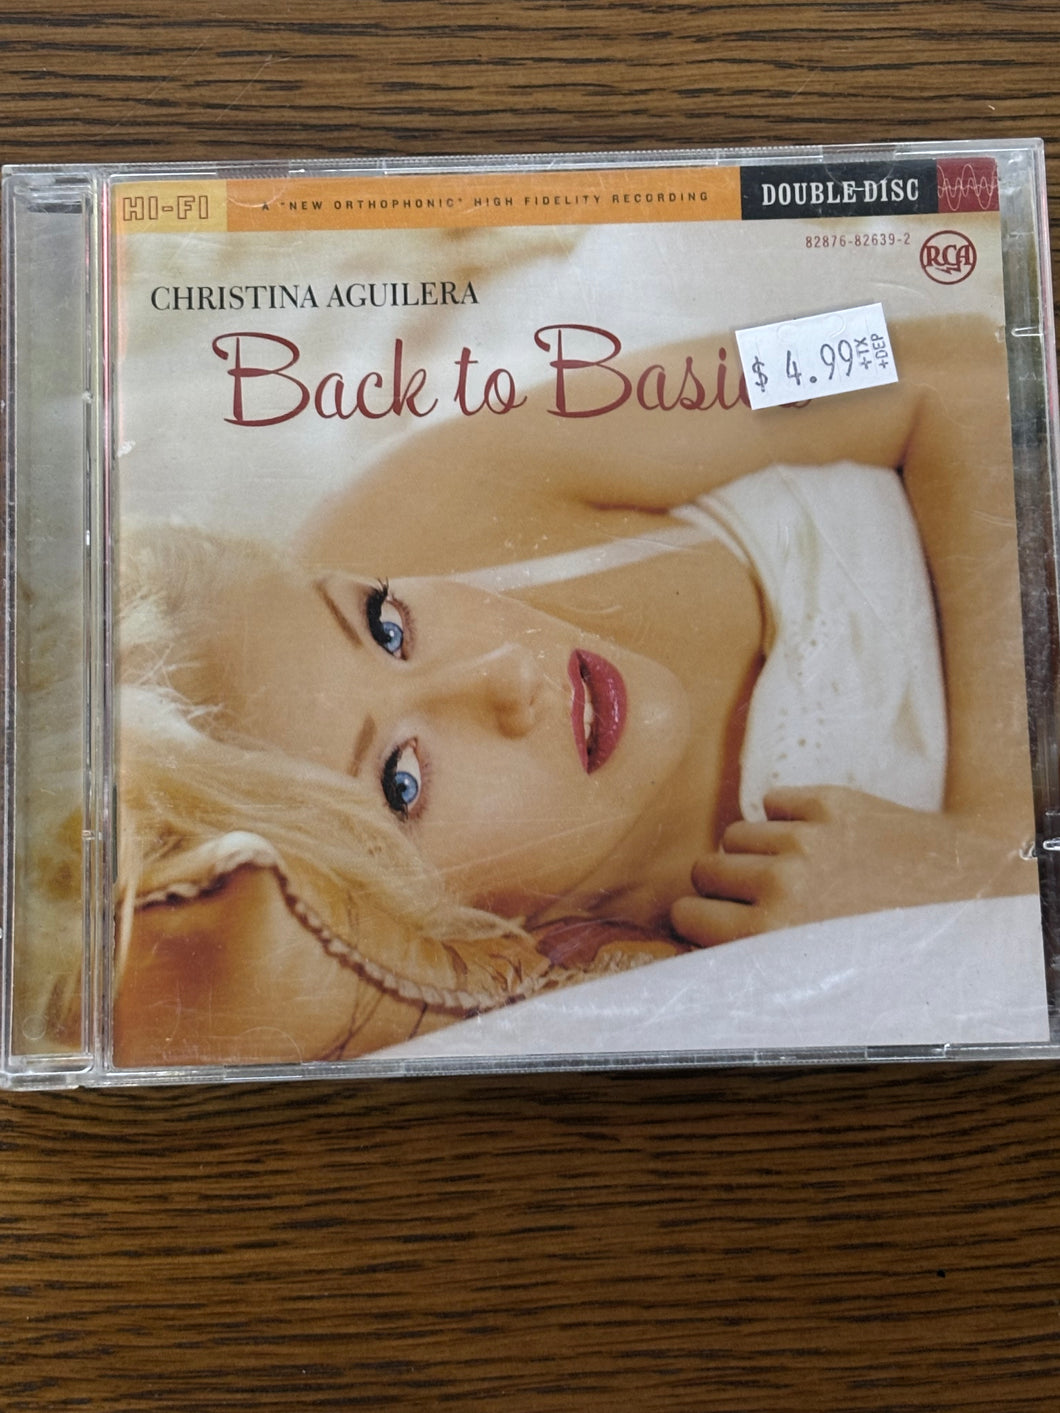 HI-FI
A "NEW ORTHOPHONIC" HIGH FIDELITY RECORDING
DOUBLE-DISC
82876-82639-2
RCA
CHRISTINA AGUILERA
Back to Basics
$ 4.99 +TX +DEP